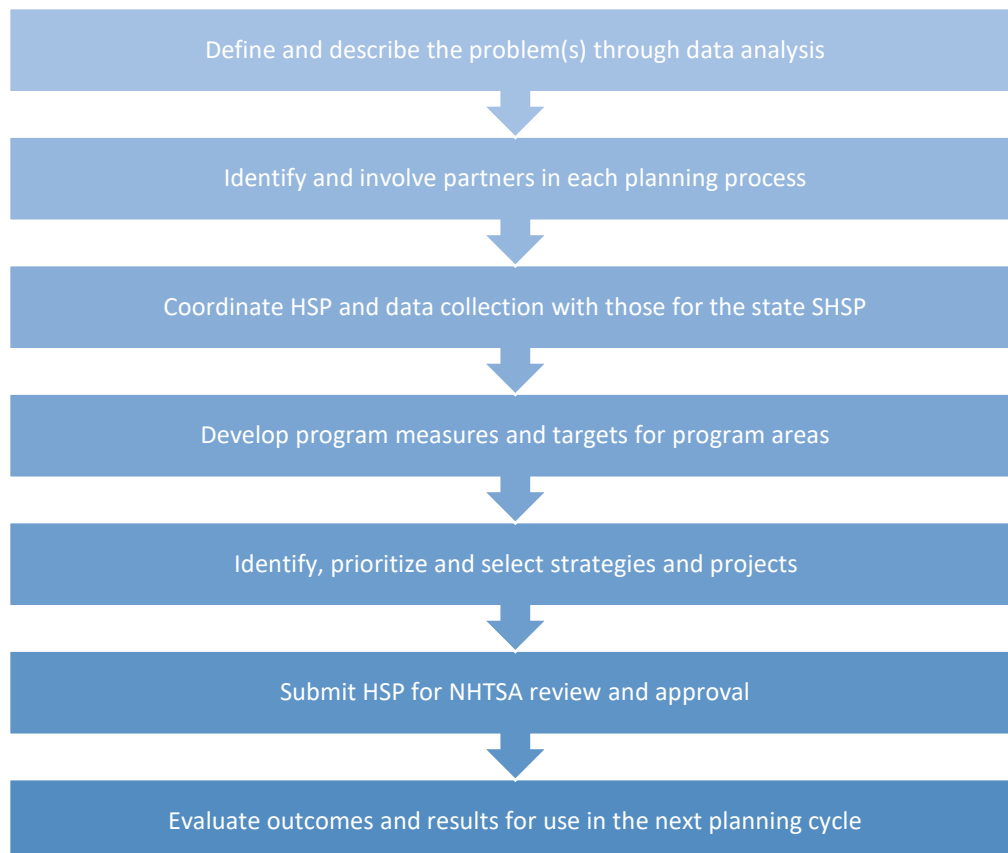 Define and describe the problem(s) through data analysis
Identify and involve partners in each planning process
Coordinate HSP and data collection with those for the state SHSP
Develop program measures and targets for program areas
Identify, prioritize and select strategies and projects
Submit HSP for NHTSA review and approval
Evaluate outcomes and results for use in the next planning cycle